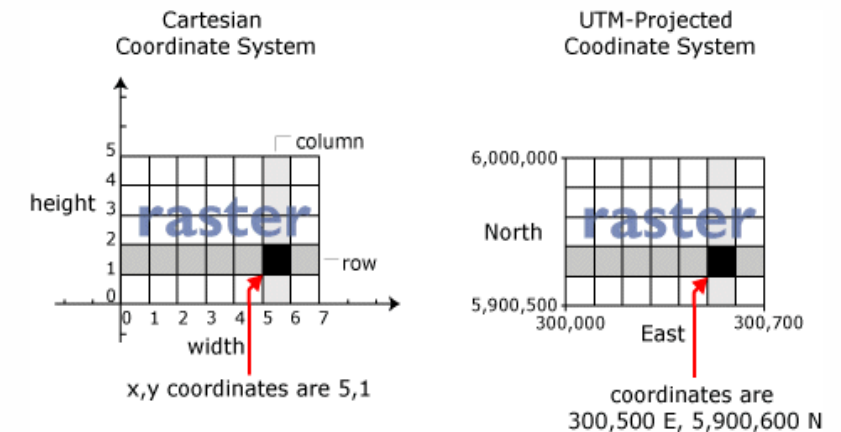 Cartesian
Coordinate System
5
4
3
2
1
0
height
column
raster
row
0 1 2 3 4 5 6 7
width
x,y coordinates are 5,1
UTM-Projected
Coodinate System
6,000,000
North
raster
5,900,500
300,000
East
300,700
coordinates are
300,500 E, 5,900,600 N